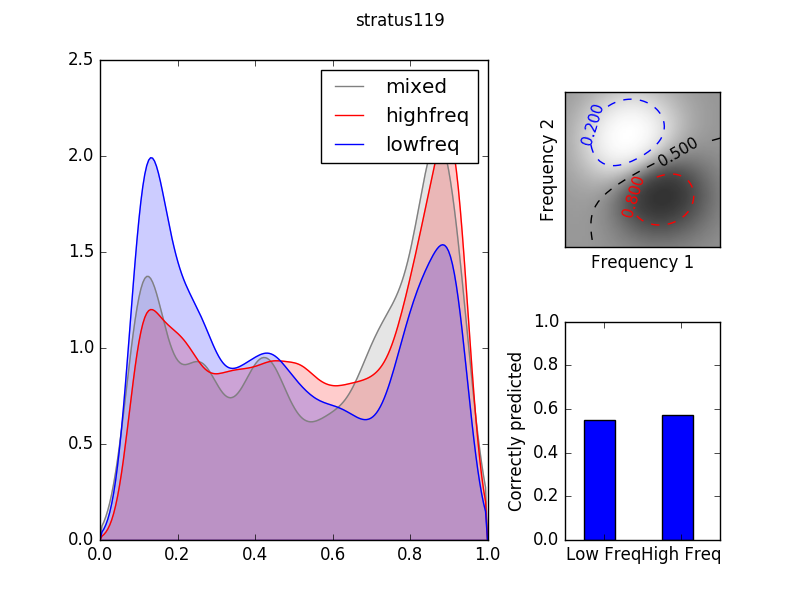 stratus119
2.5
2.0
1.5
1.0
0.5
0.0
0.0 0.2 0.4 0.6 0.8 1.0
mixed
highfreq
lowfreq
Frequency 2
0.200
0.500
0.800
Frequency 1
Correctly predicted
1.0
0.8
0.6
0.4
0.2
0.0
Low Freq High Freq